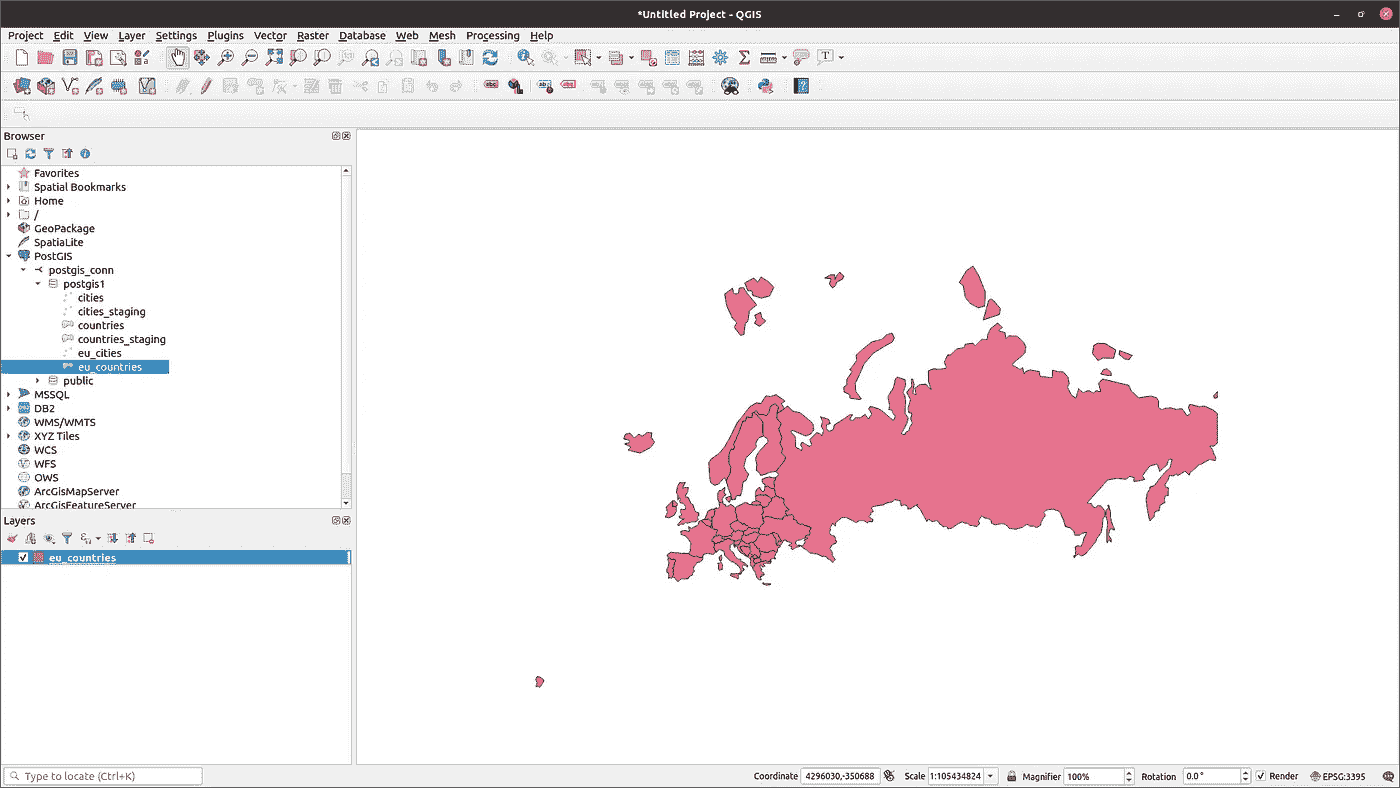 *Untitled Project - QGIS
Project Edit View Layer Settings Plugins Vector Raster Database Web Mesh Processing Help
Browser
Favorites
Spatial Bookmarks
Home
/
GeoPackage
SpatiaLite
PostGIS
postgis_conn
postgis1
cities
cities_staging
countries
countries_staging
eu_cities
eu_countries
public
MSSQL
DB2
WMS/WMTS
XYZ Tiles
WCS
WFS
OWS
ArcGisMapServer
ArcGisFeatureServer
Layers
eu_countries
Type to locate (Ctrl+K) Coordinate 4296030,-350688 Scale 1:105434824 Magnifier 100% Rotation 0.0° Render EPSG:3395